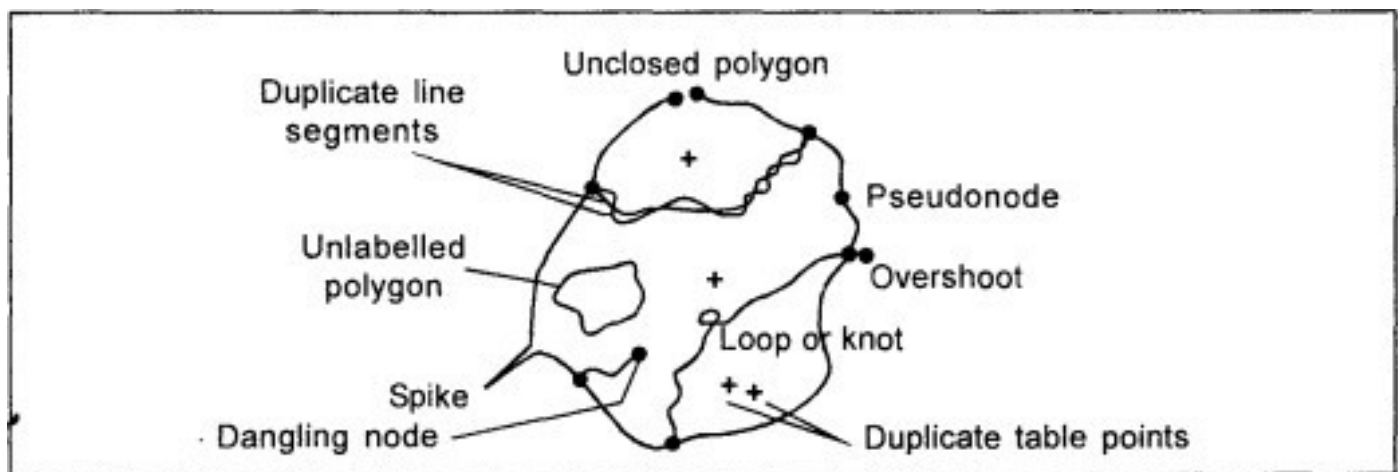 Unclosed polygon
Duplicate line
segments
Pseudonode
Unlabelled
polygon
Overshoot
Loop or knot
Spike
Dangling node
Duplicate table points